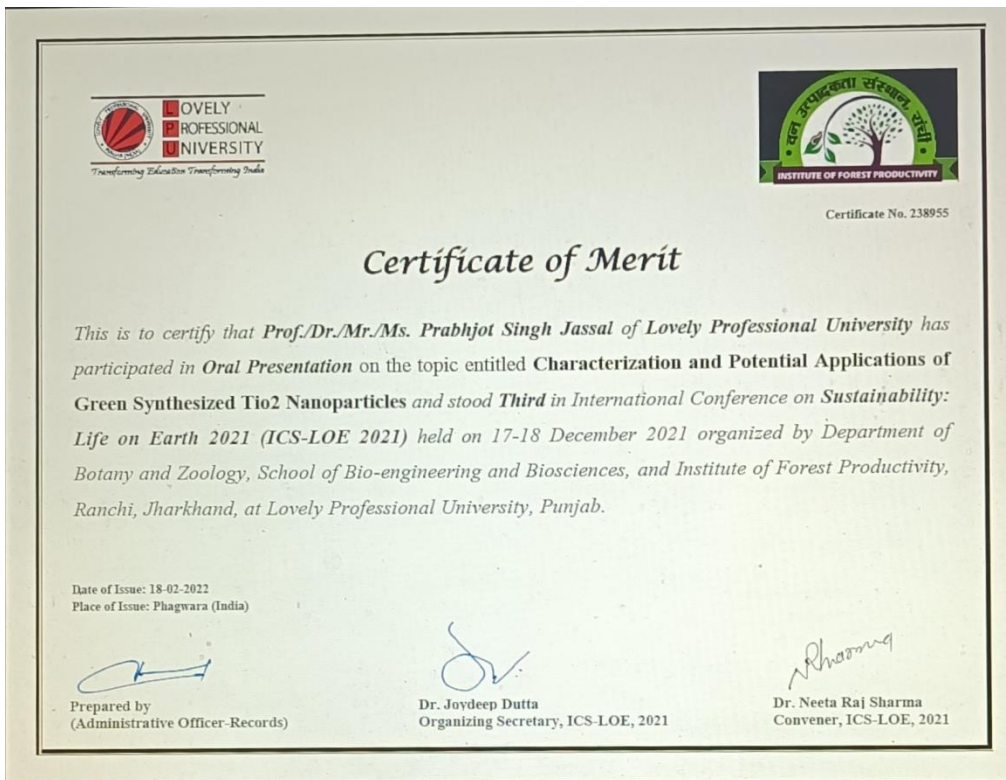 LOVELY
PROFESSIONAL
UNIVERSITY
Transforming Education Transforming India
वन उत्पादकता संस्थान, रांची
INSTITUTE OF FOREST PRODUCTIVITY
Certificate No. 238955
Certificate of Merit
This is to certify that Prof./Dr./Mr./Ms. Prabhjot Singh Jassal of Lovely Professional University has
participated in Oral Presentation on the topic entitled Characterization and Potential Applications of
Green Synthesized Tio2 Nanoparticles and stood Third in International Conference on Sustainability:
Life on Earth 2021 (ICS-LOE 2021) held on 17-18 December 2021 organized by Department of
Botany and Zoology, School of Bio-engineering and Biosciences, and Institute of Forest Productivity,
Ranchi, Jharkhand, at Lovely Professional University, Punjab.
Date of Issue: 18-02-2022
Place of Issue: Phagwara (India)
Prepared by
(Administrative Officer-Records)
Dr. Joydeep Dutta
Organizing Secretary, ICS-LOE, 2021
NSharma
Dr. Neeta Raj Sharma
Convener, ICS-LOE, 2021